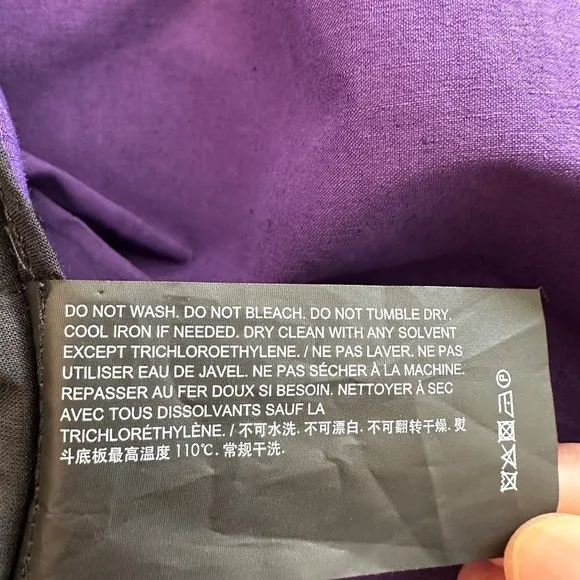 DO NOT WASH. DO NOT BLEACH. DO NOT TUMBLE DRY.
COOL IRON IF NEEDED. DRY CLEAN WITH ANY SOLVENT
EXCEPT TRICHLOROETHYLENE. / NE PAS LAVER. NE PAS
UTILISER EAU DE JAVEL. NE PAS SÉCHER À LA MACHINE.
REPASSER AU FER DOUX SI BESOIN. NETTOYER À SEC
AVEC TOUS DISSOLVANTS SAUF LA
TRICHLORÉTHYLÈNE. / 不可水洗. 不可漂白. 不可翻转干燥. 熨
斗底板最高温度 110℃. 常规干洗.
P